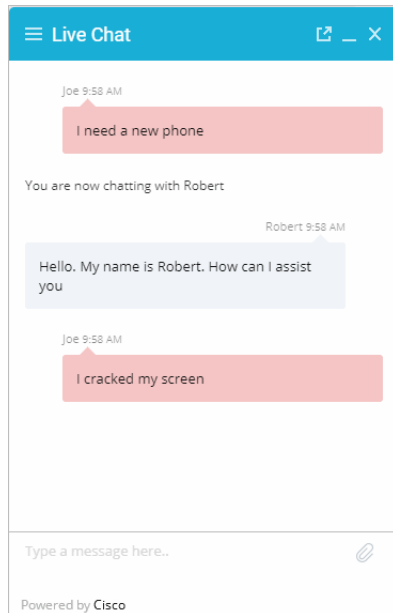 Live Chat
Joe 9:58 AM
I need a new phone
You are now chatting with Robert
Robert 9:58 AM
Hello. My name is Robert. How can I assist
you
Joe 9:58 AM
I cracked my screen
Type a message here..
Powered by Cisco